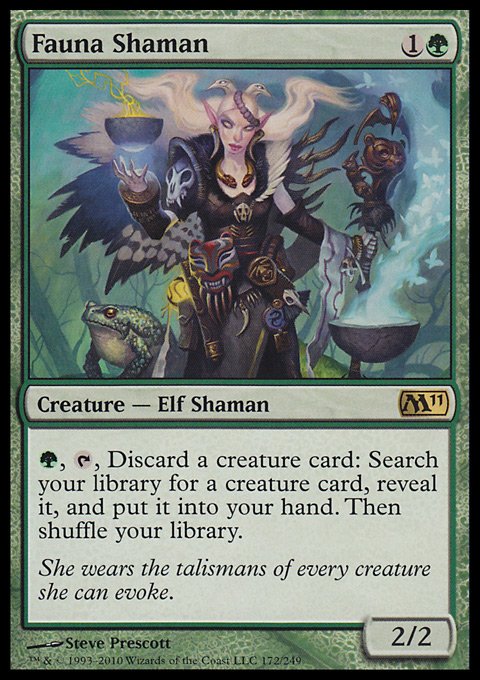 Fauna Shaman 1
Creature — Elf Shaman M11
, , Discard a creature card: Search
your library for a creature card, reveal
it, and put it into your hand. Then
shuffle your library.
She wears the talismans of every creature
she can evoke.
Steve Prescott
2/2
™ & © 1993–2010 Wizards of the Coast LLC 172/249